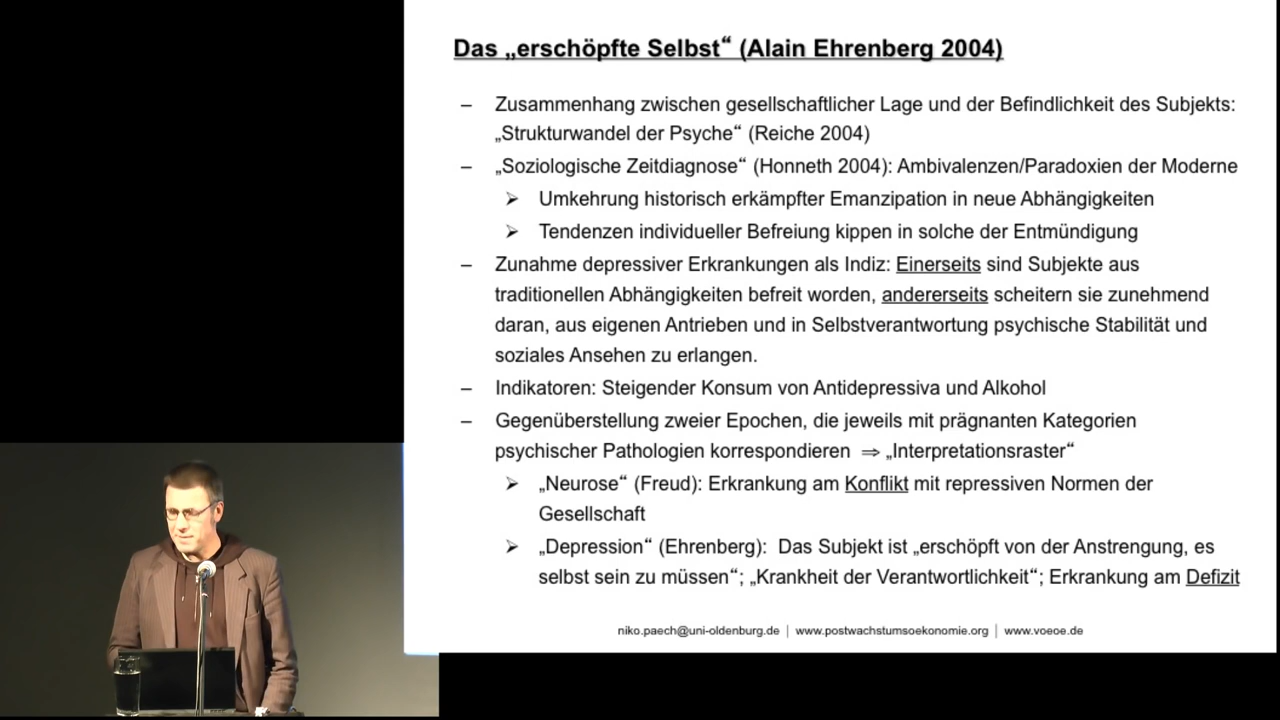 Das „erschöpfte Selbst“ (Alain Ehrenberg 2004)
– Zusammenhang zwischen gesellschaftlicher Lage und der Befindlichkeit des Subjekts:
„Strukturwandel der Psyche“ (Reiche 2004)
– „Soziologische Zeitdiagnose“ (Honneth 2004): Ambivalenzen/Paradoxien der Moderne
➢ Umkehrung historisch erkämpfter Emanzipation in neue Abhängigkeiten
➢ Tendenzen individueller Befreiung kippen in solche der Entmündigung
– Zunahme depressiver Erkrankungen als Indiz: Einerseits sind Subjekte aus
traditionellen Abhängigkeiten befreit worden, andererseits scheitern sie zunehmend
daran, aus eigenen Antrieben und in Selbstverantwortung psychische Stabilität und
soziales Ansehen zu erlangen.
– Indikatoren: Steigender Konsum von Antidepressiva und Alkohol
– Gegenüberstellung zweier Epochen, die jeweils mit prägnanten Kategorien
psychischer Pathologien korrespondieren ⇒ „Interpretationsraster“
➢ „Neurose“ (Freud): Erkrankung am Konflikt mit repressiven Normen der
Gesellschaft
➢ „Depression“ (Ehrenberg): Das Subjekt ist „erschöpft von der Anstrengung, es
selbst sein zu müssen“; „Krankheit der Verantwortlichkeit“; Erkrankung am Defizit
niko.paech@uni-oldenburg.de | www.postwachstumsoekonomie.org | www.voeoe.de